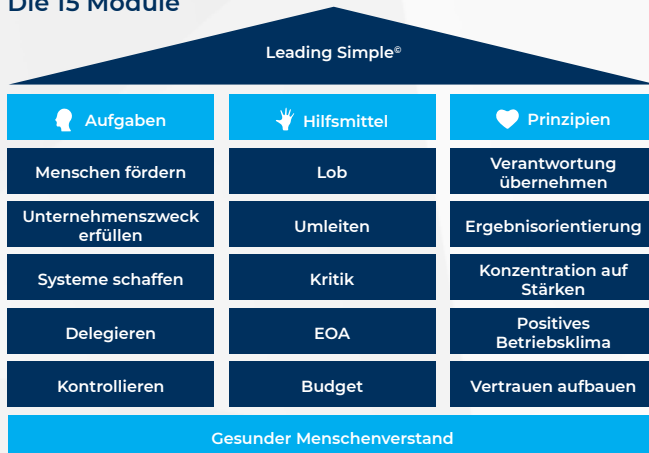 Die 15 Module
Leading Simple©
Aufgaben
Hilfsmittel
Prinzipien
Menschen fördern
Lob
Verantwortung
übernehmen
Unternehmenszweck
erfüllen
Umleiten
Ergebnisorientierung
Systeme schaffen
Kritik
Konzentration auf
Stärken
Delegieren
EOA
Positives
Betriebsklima
Kontrollieren
Budget
Vertrauen aufbauen
Gesunder Menschenverstand